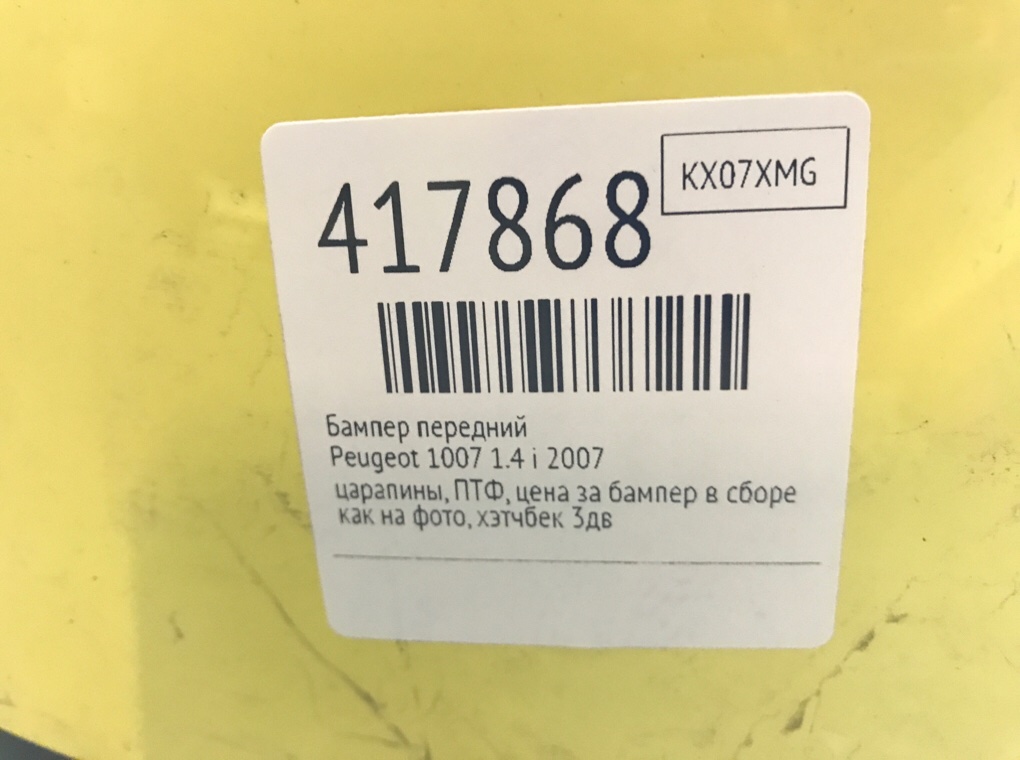 KX07XMG
417868
Бампер передний
Peugeot 1007 1.4 i 2007
царапины, ПТФ, цена за бампер в сборе
как на фото, хэтчбек 3дв